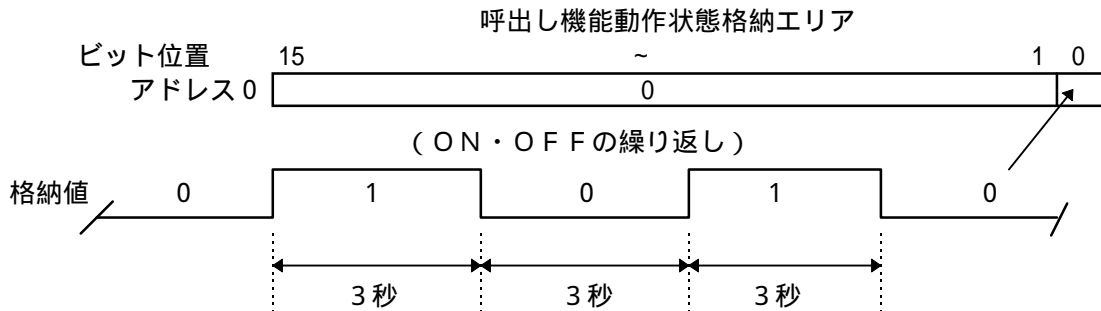 呼出し機能動作状態格納エリア
ビット位置 15 ~ 1 0
アドレス0 0
(ON・OFFの繰り返し)
格納値 0 1 0 1 0
3秒 3秒 3秒